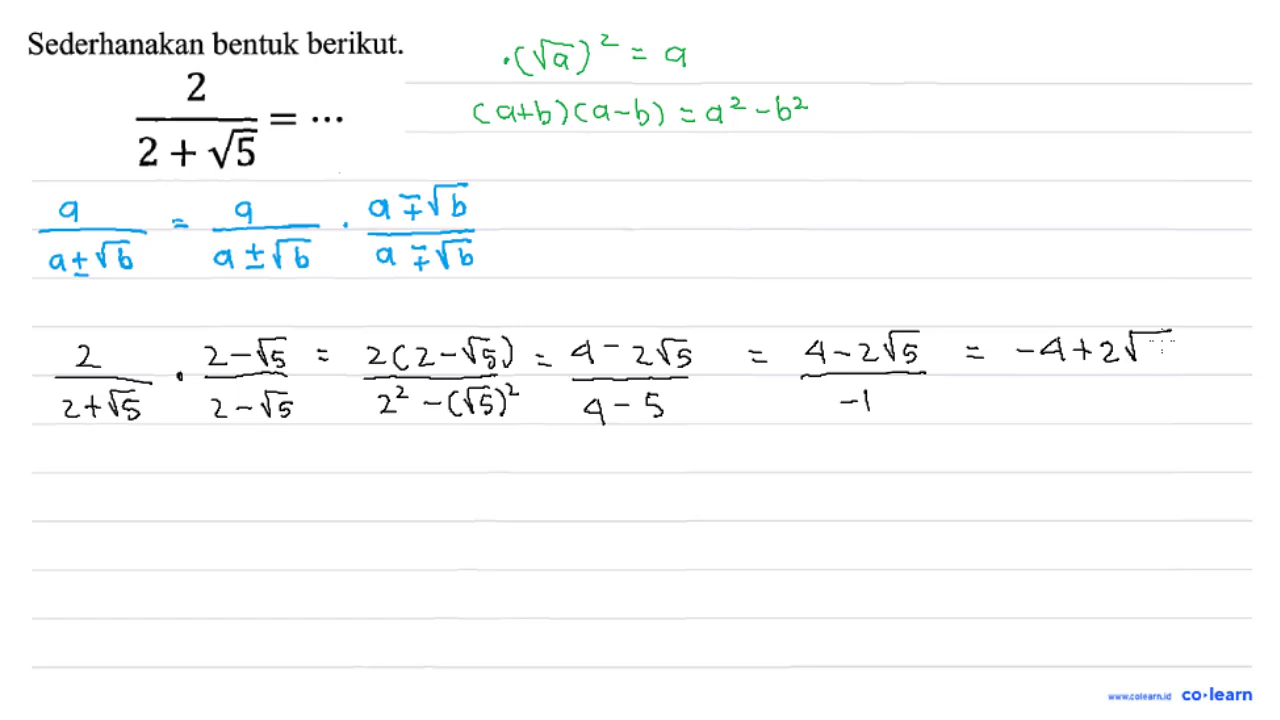 Sederhanakan bentuk berikut.
2/(2 + √5) = ...
· (√a)² = a
(a+b)(a-b) = a² - b²
a/(a ± √b) = a/(a ± √b) · (a ∓ √b)/(a ∓ √b)
2/(2+√5) · (2-√5)/(2-√5) = 2(2-√5)/(2² - (√5)²) = (4 - 2√5)/(4 - 5) = (4 - 2√5)/(-1) = -4 + 2√
www.colearn.id co·learn